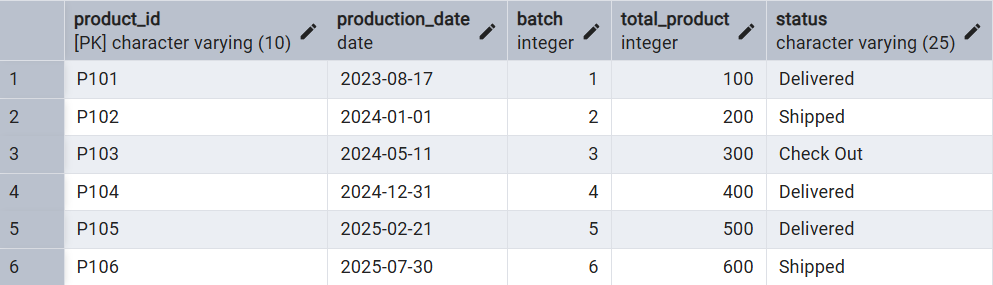 product_id production_date batch total_product status
[PK] character varying (10) date integer integer character varying (25)
1 P101 2023-08-17 1 100 Delivered
2 P102 2024-01-01 2 200 Shipped
3 P103 2024-05-11 3 300 Check Out
4 P104 2024-12-31 4 400 Delivered
5 P105 2025-02-21 5 500 Delivered
6 P106 2025-07-30 6 600 Shipped